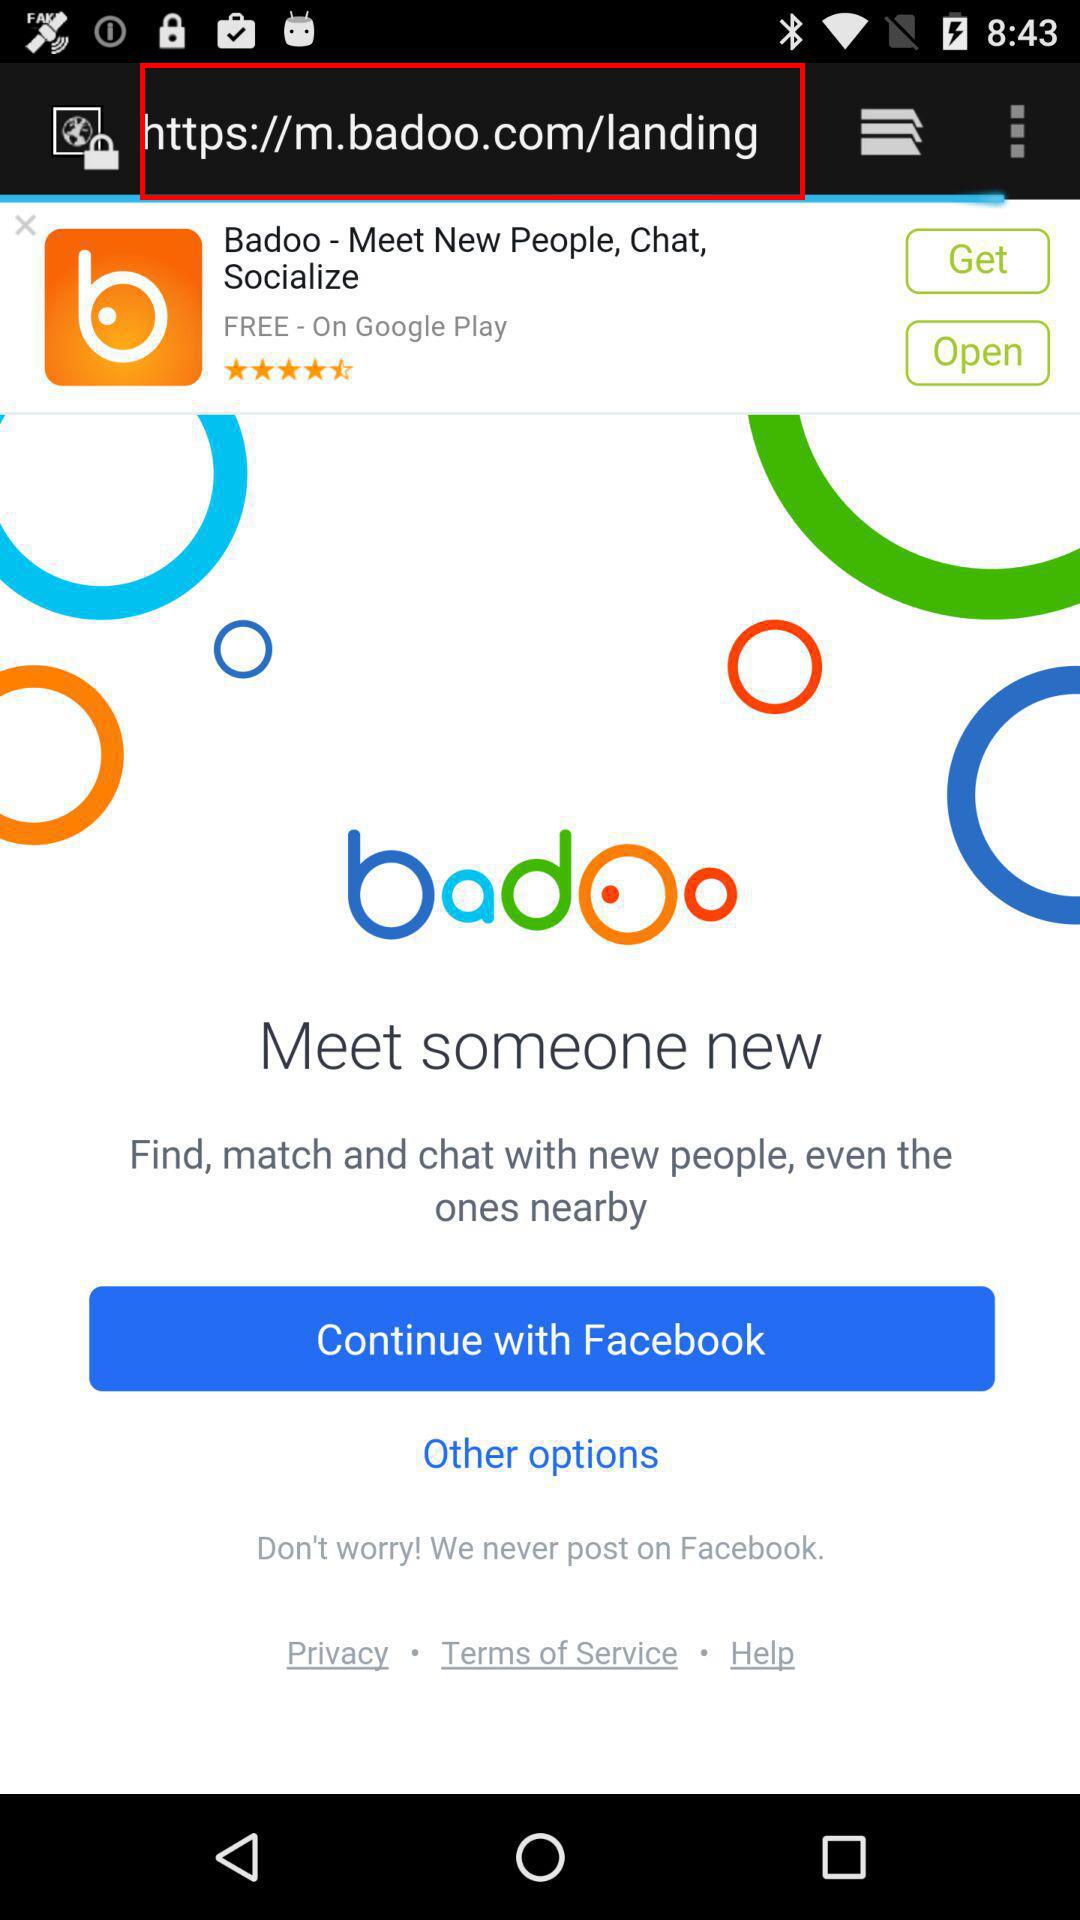 FAKE
8:43
https://m.badoo.com/landing
Badoo - Meet New People, Chat,
Socialize
FREE - On Google Play
Get
Open
badoo
Meet someone new
Find, match and chat with new people, even the
ones nearby
Continue with Facebook
Other options
Don't worry! We never post on Facebook.
Privacy • Terms of Service • Help